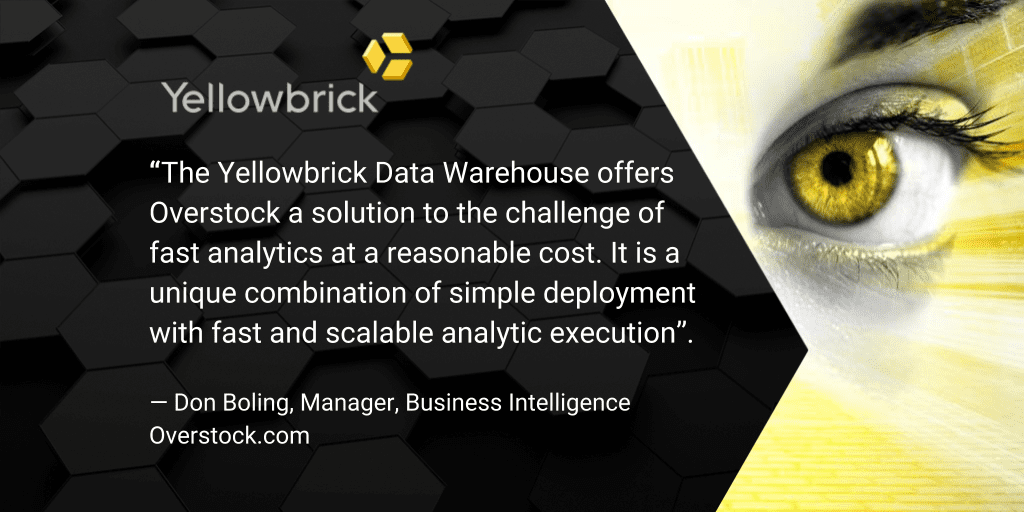 Yellowbrick
“The Yellowbrick Data Warehouse offers
Overstock a solution to the challenge of
fast analytics at a reasonable cost. It is a
unique combination of simple deployment
with fast and scalable analytic execution”.
— Don Boling, Manager, Business Intelligence
Overstock.com